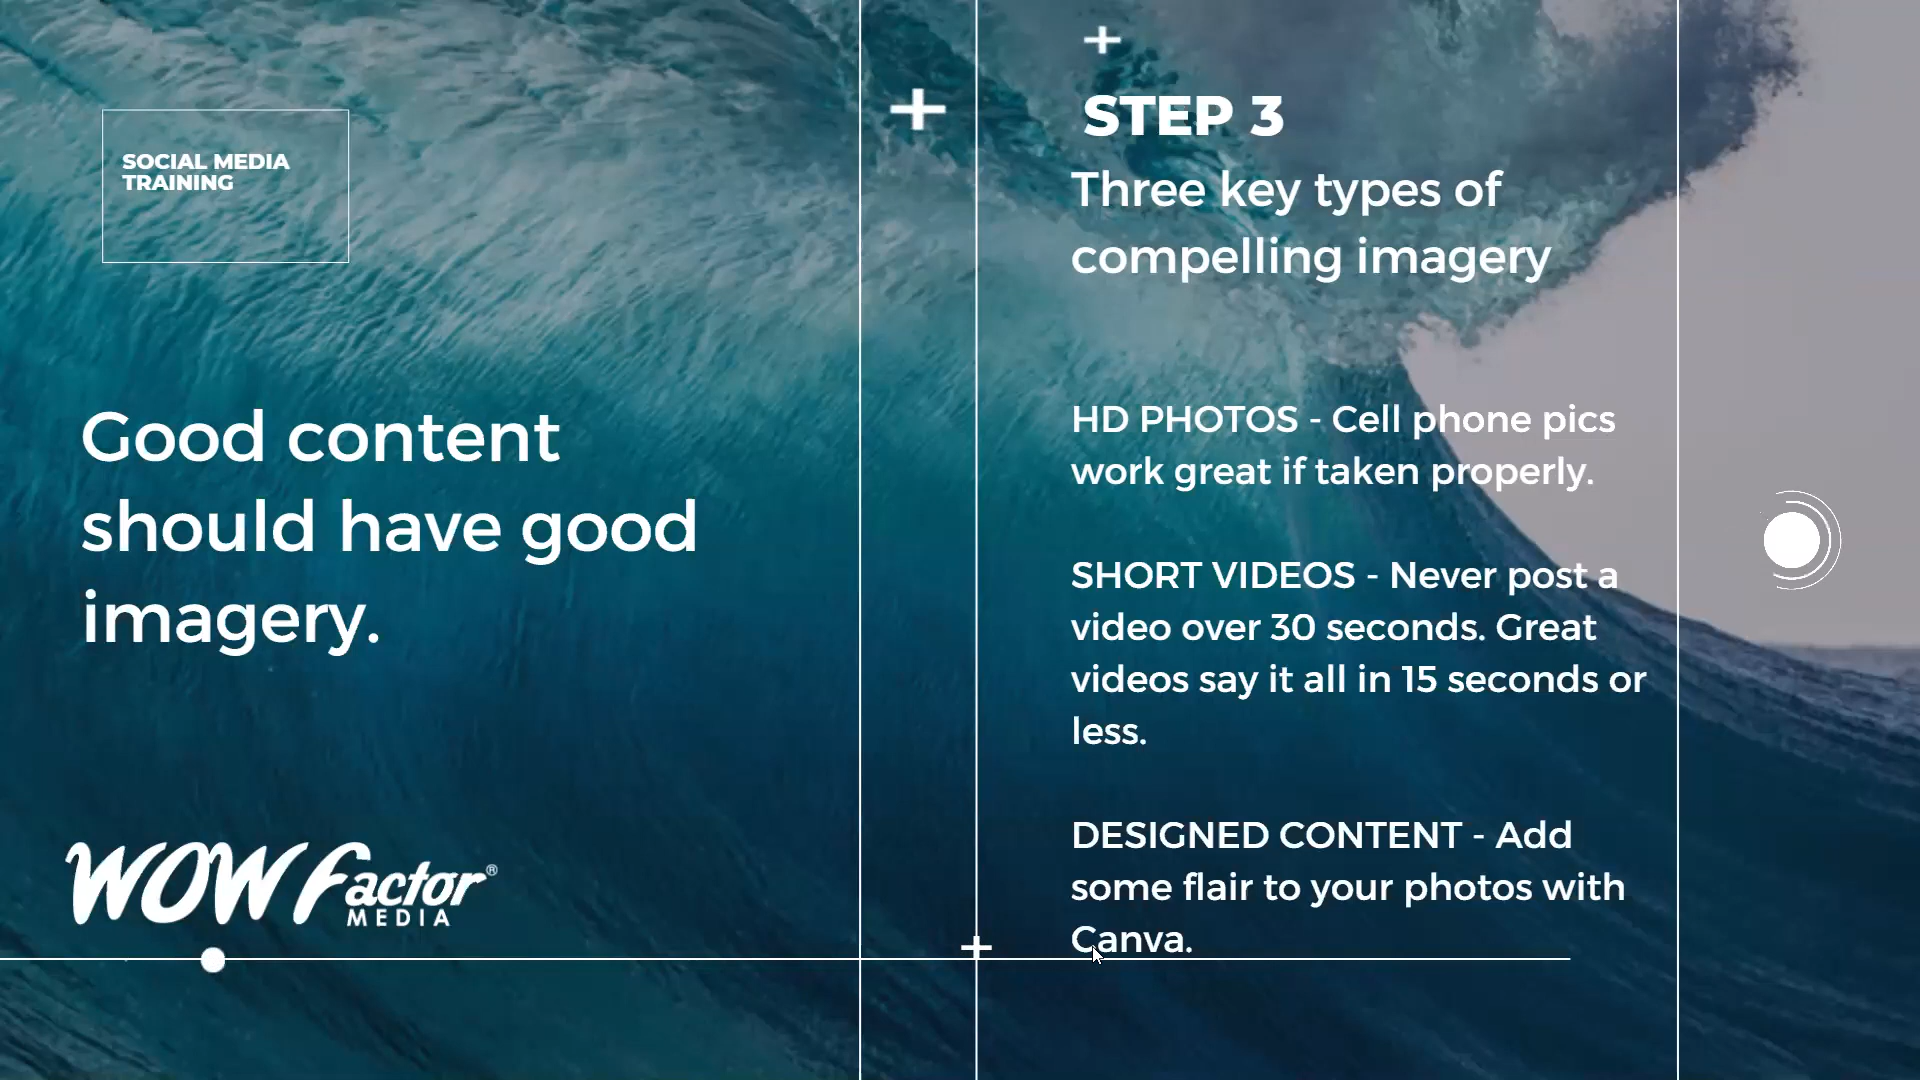 SOCIAL MEDIA
TRAINING
Good content
should have good
imagery.
WOW Factor®
MEDIA
STEP 3
Three key types of
compelling imagery
HD PHOTOS - Cell phone pics
work great if taken properly.
SHORT VIDEOS - Never post a
video over 30 seconds. Great
videos say it all in 15 seconds or
less.
DESIGNED CONTENT - Add
some flair to your photos with
Canva.